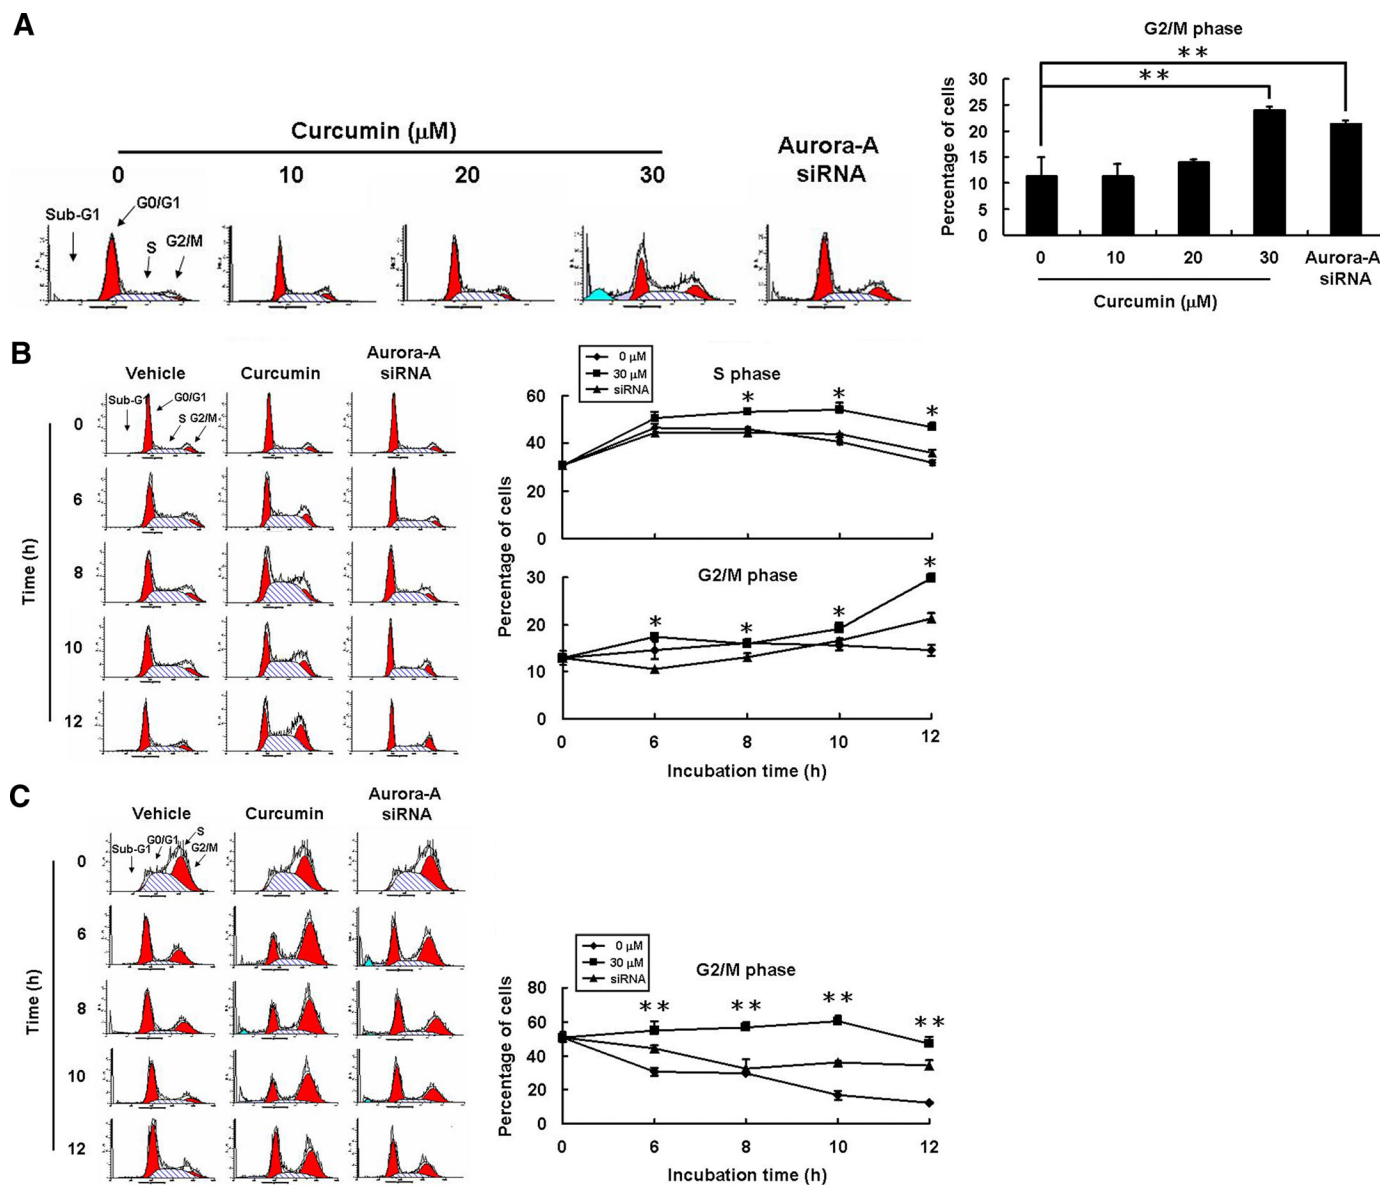 A
Curcumin (μM)
0
10
20
30
Aurora-A
siRNA
Sub-G1
G0/G1
S
G2/M
G2/M phase
**
**
Percentage of cells
30
25
20
15
10
5
0
0
10
20
30
Aurora-A
siRNA
Curcumin (μM)
B
Vehicle
Curcumin
Aurora-A
siRNA
Sub-G1
G0/G1
S G2/M
Time (h)
0
6
8
10
12
0 μM
30 μM
siRNA
S phase
60
40
20
0
*
*
*
Percentage of cells
G2/M phase
30
20
10
0
*
*
*
*
0
6
8
10
12
Incubation time (h)
C
Vehicle
Curcumin
Aurora-A
siRNA
Sub-G1
G0/G1
S
G2/M
Time (h)
0
6
8
10
12
0 μM
30 μM
siRNA
G2/M phase
Percentage of cells
80
60
40
20
0
**
**
**
**
0
6
8
10
12
Incubation time (h)